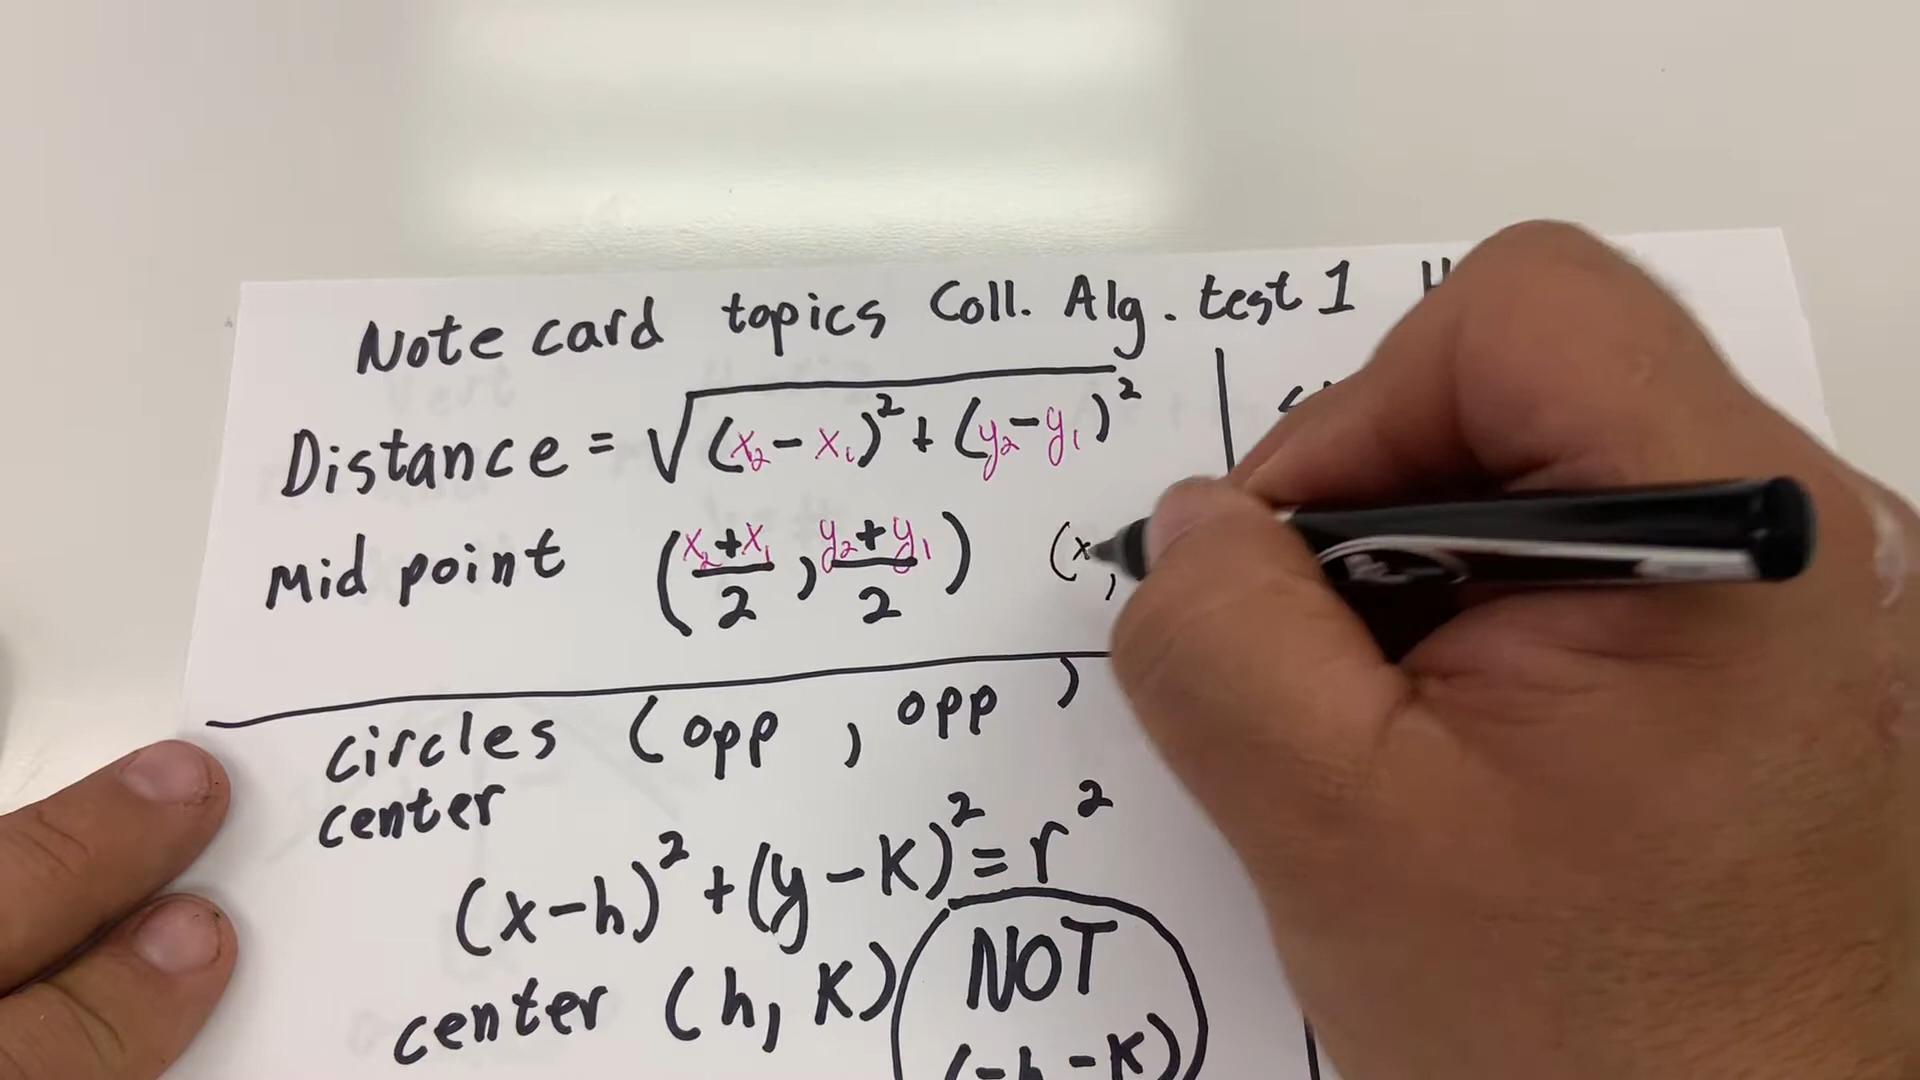 Note card topics Coll. Alg. test 1
Distance = √(x₂ - x₁)² + (y₂ - y₁)²
Mid point (x₂ + x₁ / 2 , y₂ + y₁ / 2) (x ,
circles (opp , opp )
center
(x-h)² + (y-K)² = r²
center (h, K)
NOT
(-h -K)